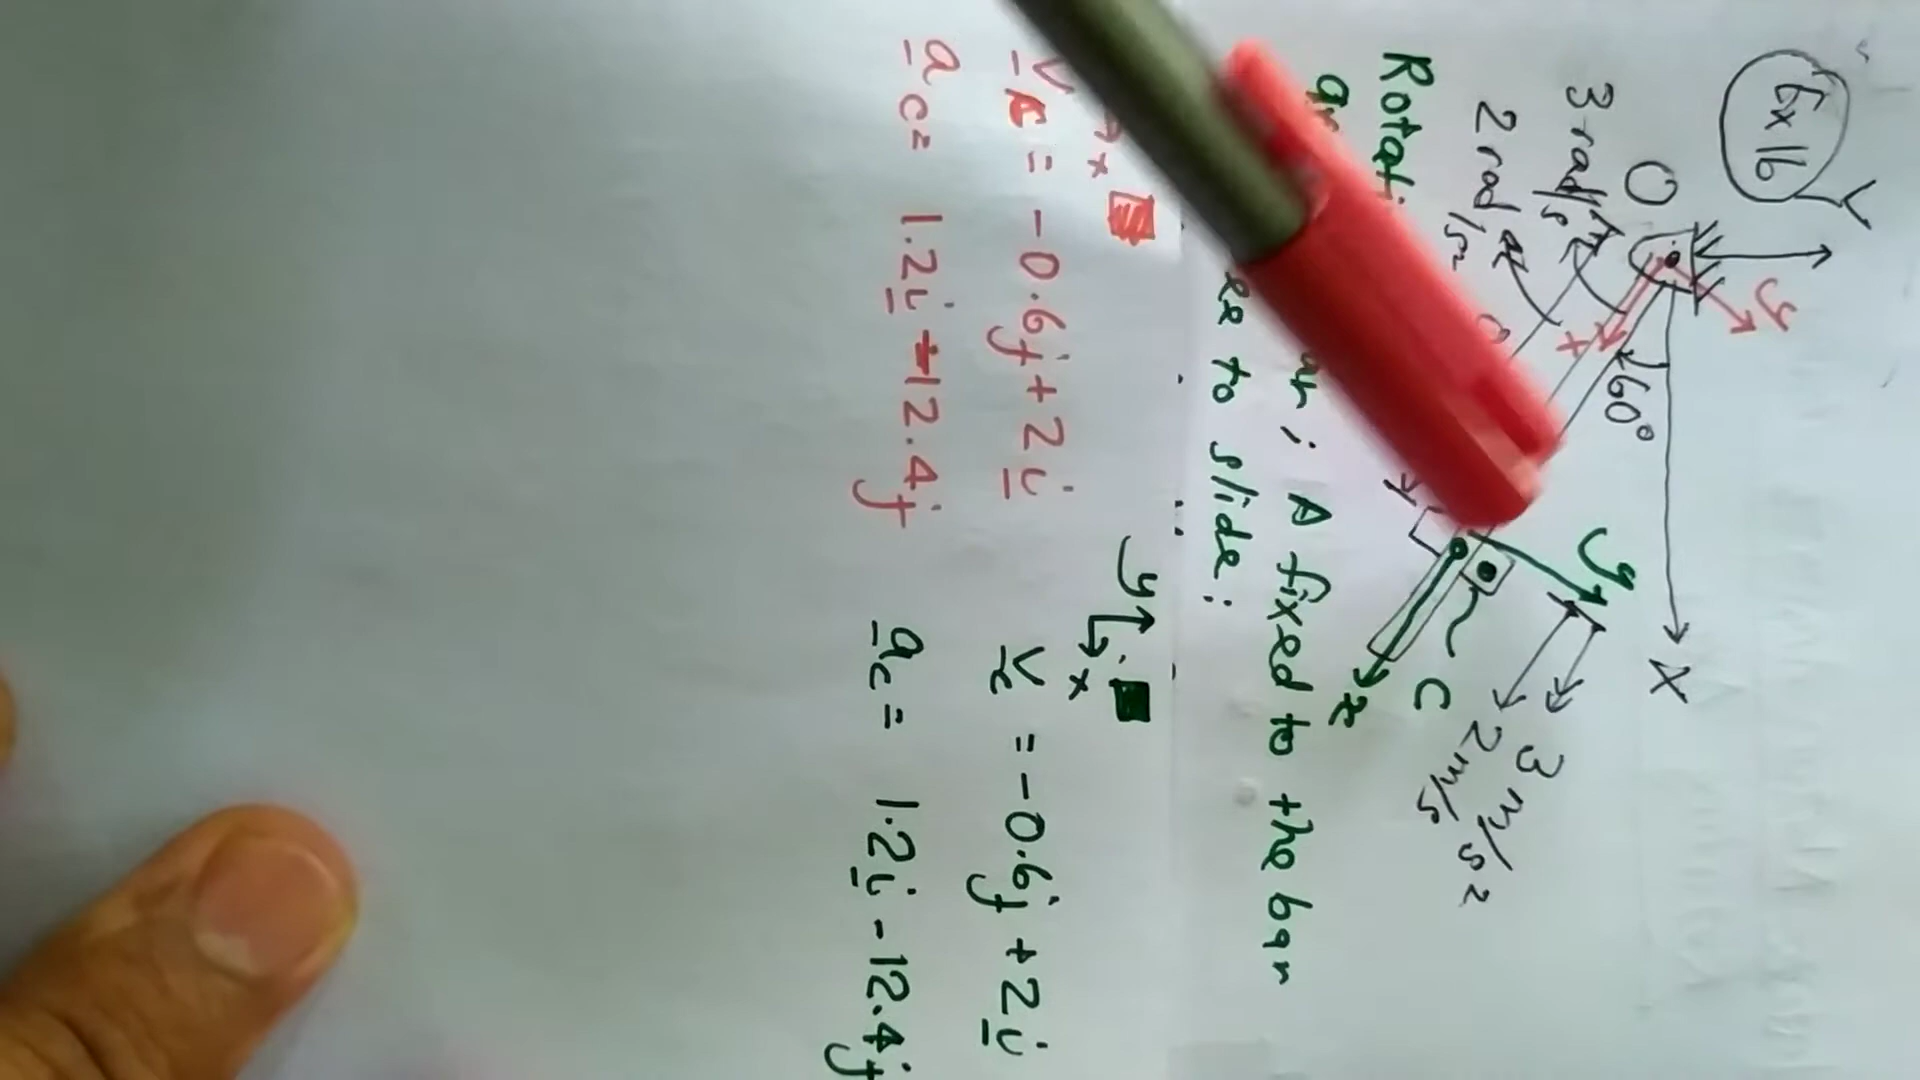 Ex 16
Y
O
y
3 rad/s
2 rad/s²
x
60°
X
y
C
x
3 m/s²
2 m/s
; A fixed to the bar
to slide :
x
v_c = -0.6j + 2i
a_c = 1.2i -12.4j
y
x
v_c = -0.6j + 2i
a_c = 1.2i - 12.4j